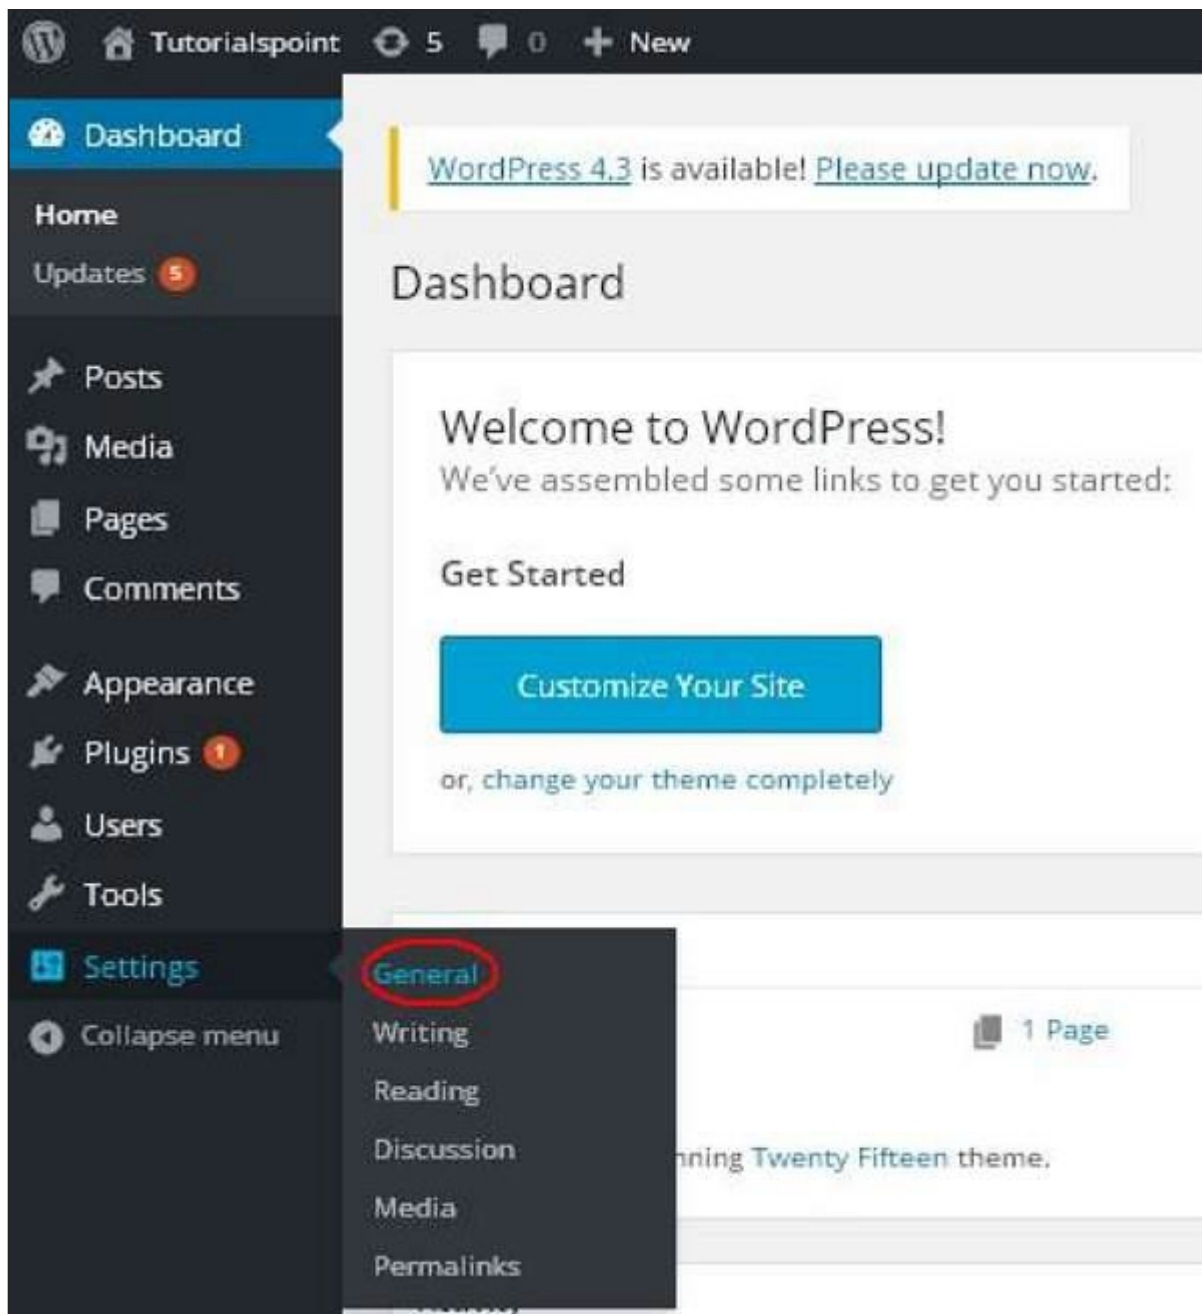 Tutorialspoint 5 0 New
Dashboard
Home
Updates 5
Posts
Media
Pages
Comments
Appearance
Plugins 1
Users
Tools
Settings
Collapse menu
WordPress 4.3 is available! Please update now.
Dashboard
Welcome to WordPress!
We've assembled some links to get you started:
Get Started
Customize Your Site
or, change your theme completely
General
Writing
Reading
Discussion
Media
Permalinks
1 Page
nning Twenty Fifteen theme.